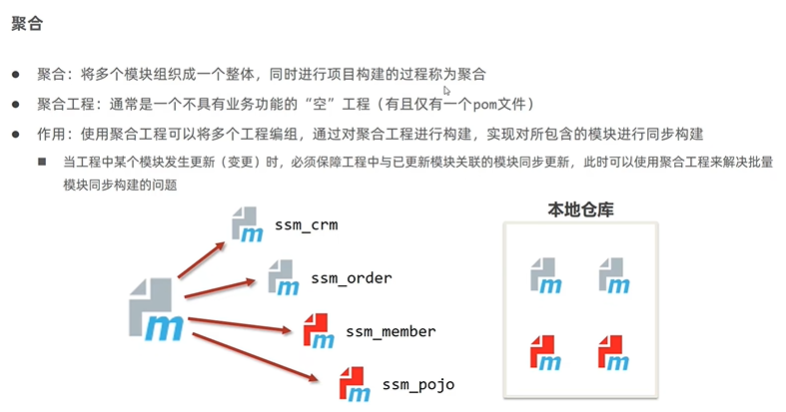 聚合
● 聚合：将多个模块组织成一个整体，同时进行项目构建的过程称为聚合
● 聚合工程：通常是一个不具有业务功能的“空”工程（有且仅有一个pom文件）
● 作用：使用聚合工程可以将多个工程编组，通过对聚合工程进行构建，实现对所包含的模块进行同步构建
■ 当工程中某个模块发生更新（变更）时，必须保障工程中与已更新模块关联的模块同步更新，此时可以使用聚合工程来解决批量
模块同步构建的问题
本地仓库
ssm_crm
ssm_order
ssm_member
ssm_pojo
m
m
m
m
m
m
m
m
m